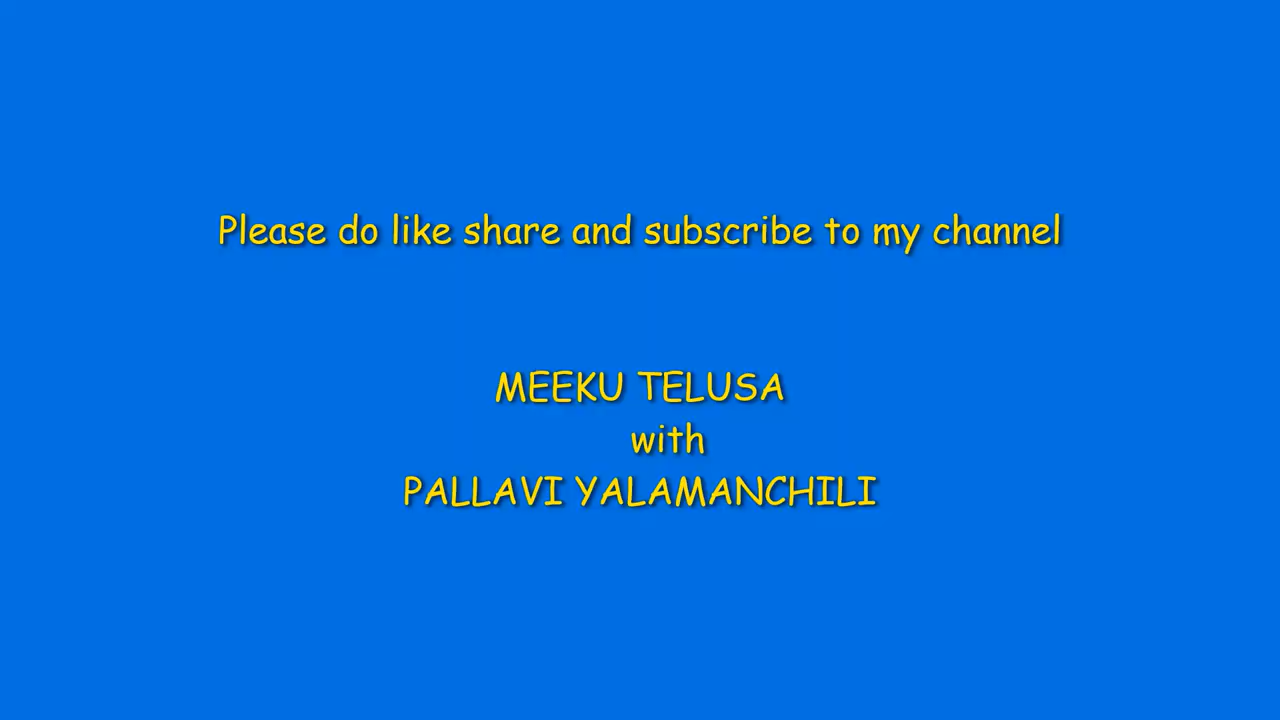 Please do like share and subscribe to my channel
MEEKU TELUSA
with
PALLAVI YALAMANCHILI